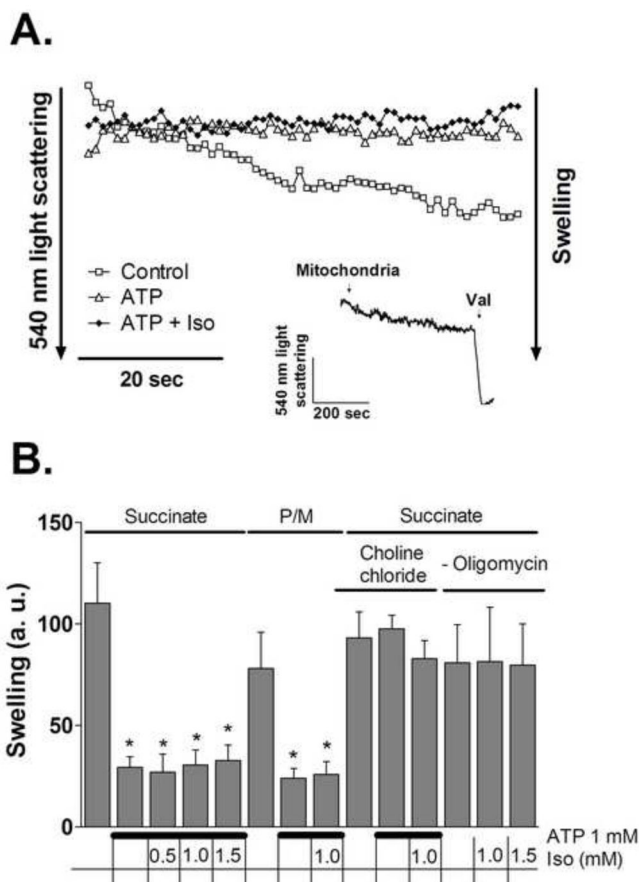 A.
540 nm light scattering
Swelling
Control
ATP
ATP + Iso
20 sec
Mitochondria
Val
540 nm light
scattering
200 sec
B.
Succinate
P/M
Succinate
Choline
chloride
- Oligomycin
Swelling (a. u.)
150
100
50
0
* * * * * *
ATP 1 mM
0.5 1.0 1.5 1.0 1.0 1.0 1.5 Iso (mM)